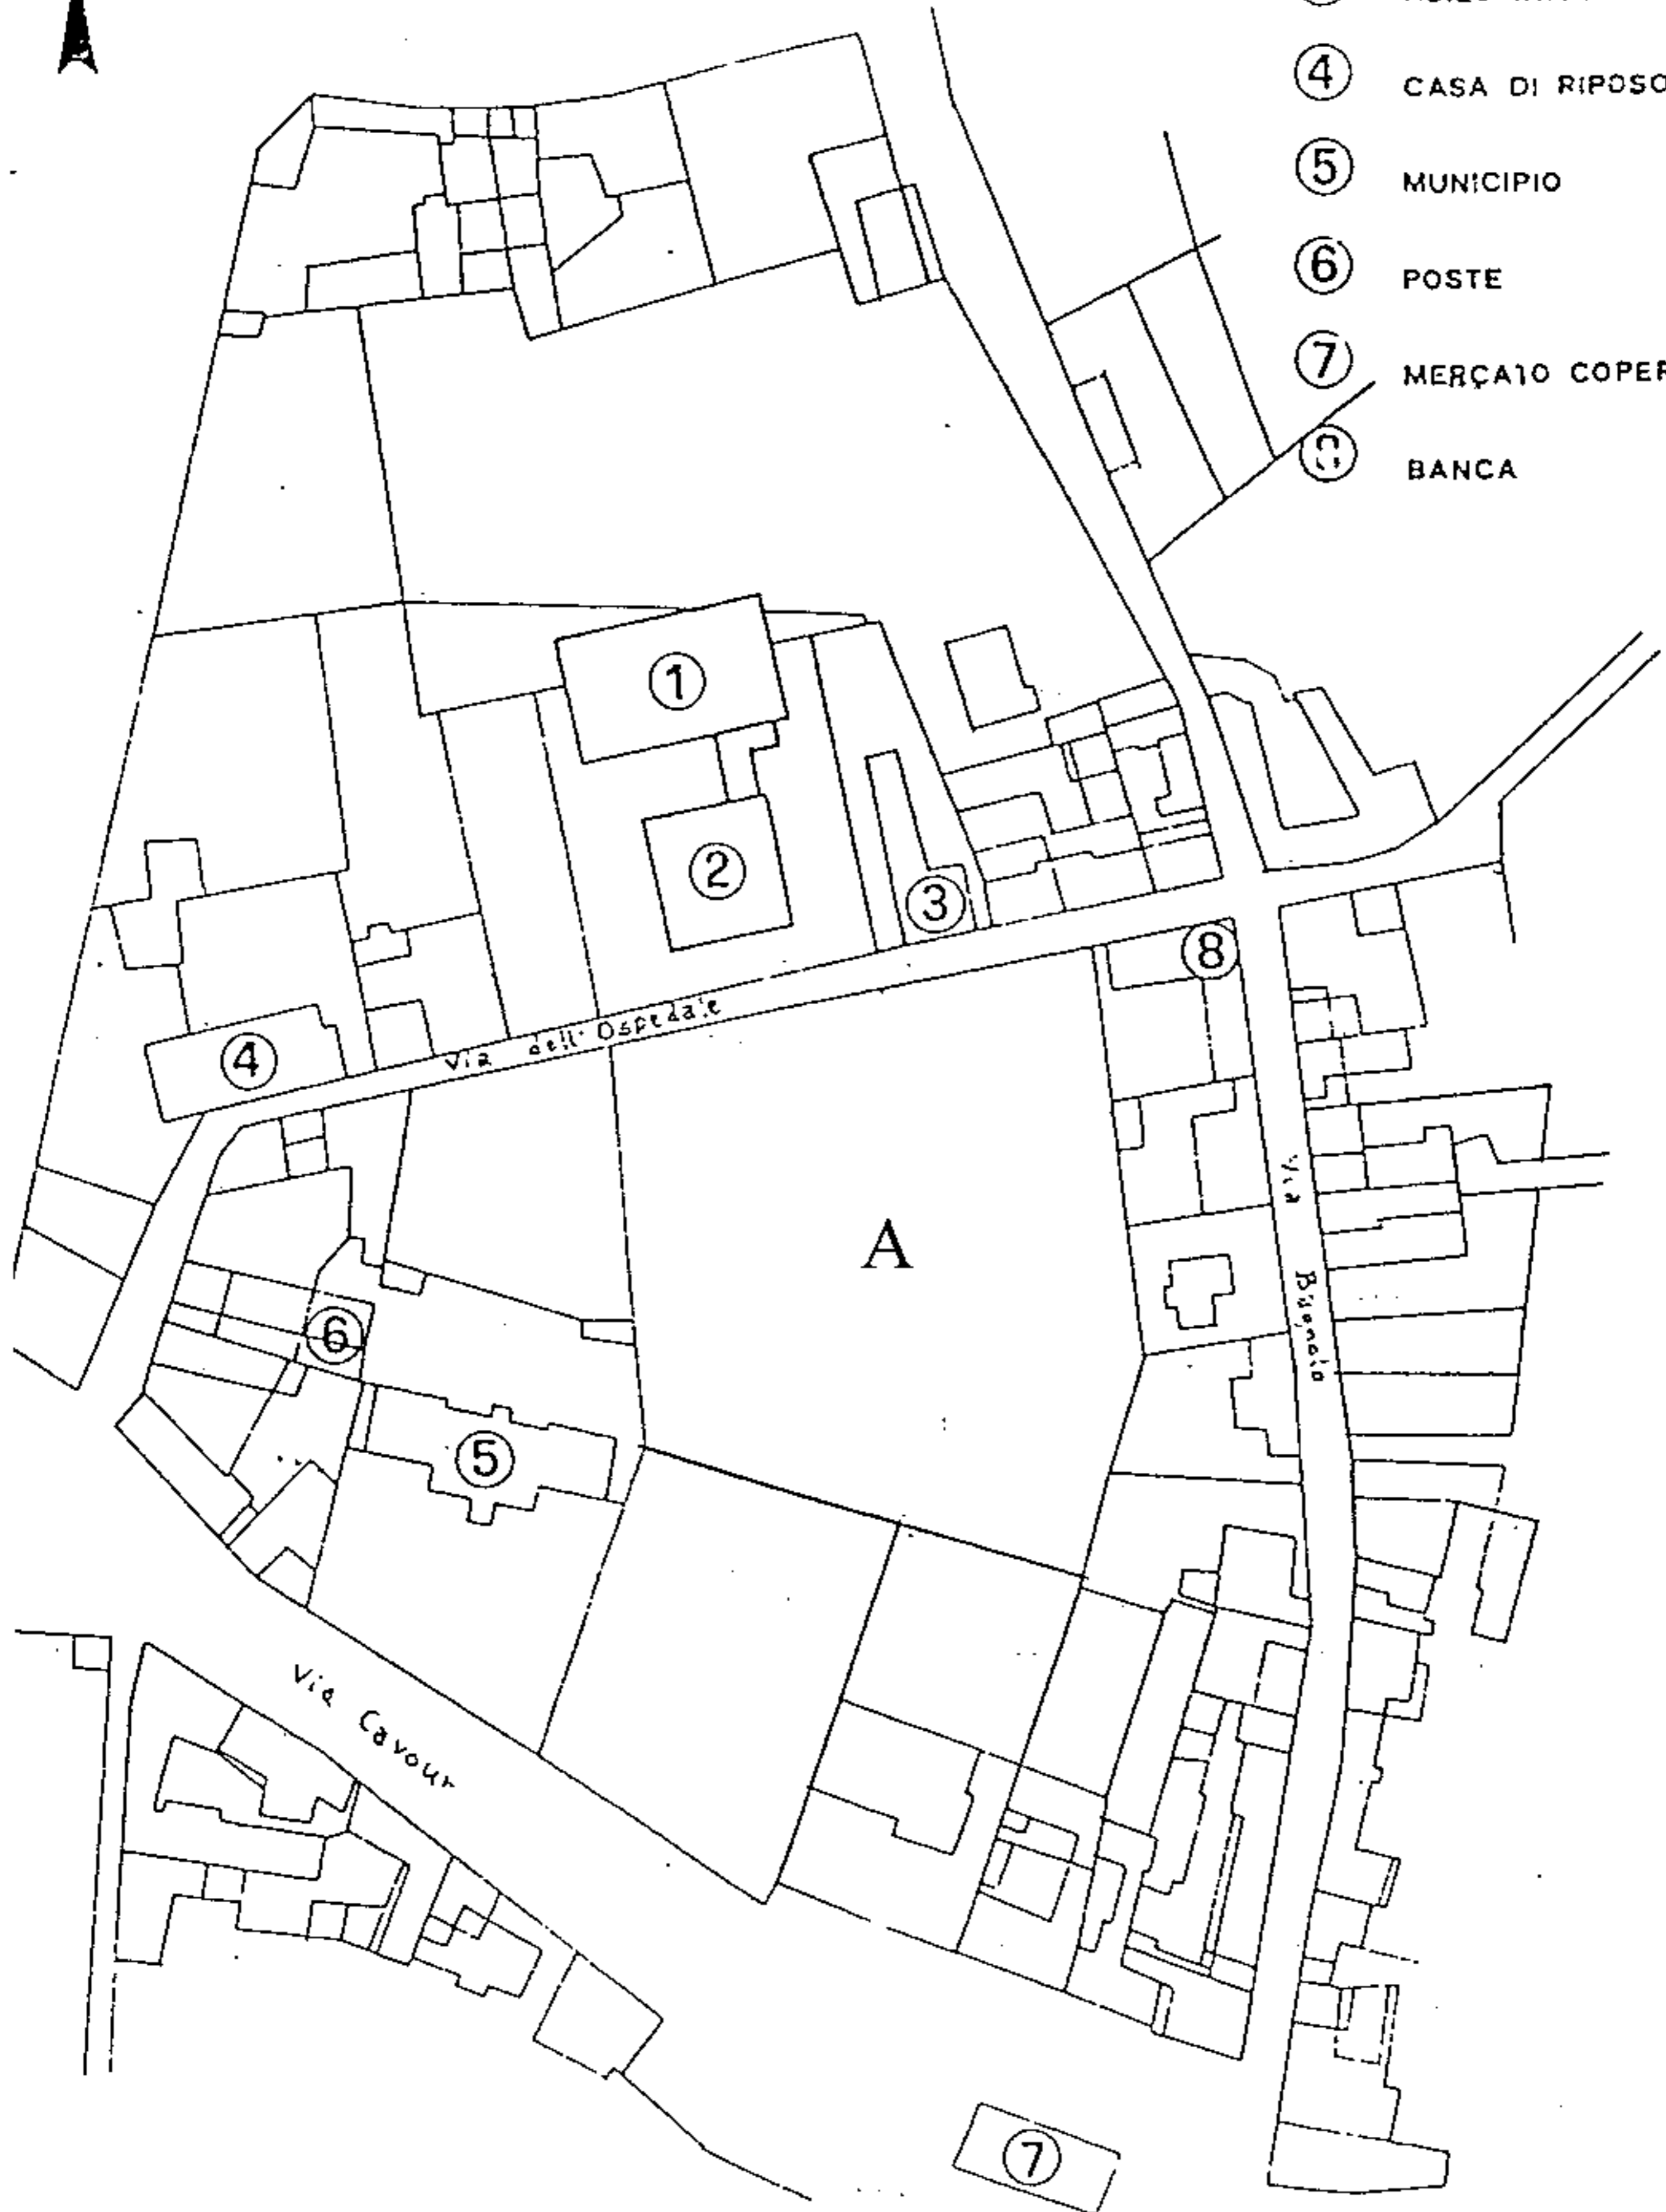 ④ CASA DI RIPOSO
⑤ MUNICIPIO
⑥ POSTE
⑦ MERCATO COPER
BANCA
①
②
③
⑧
④
Via dell'Ospedale
Via
A
⑥
⑤
Via Cavour
⑦